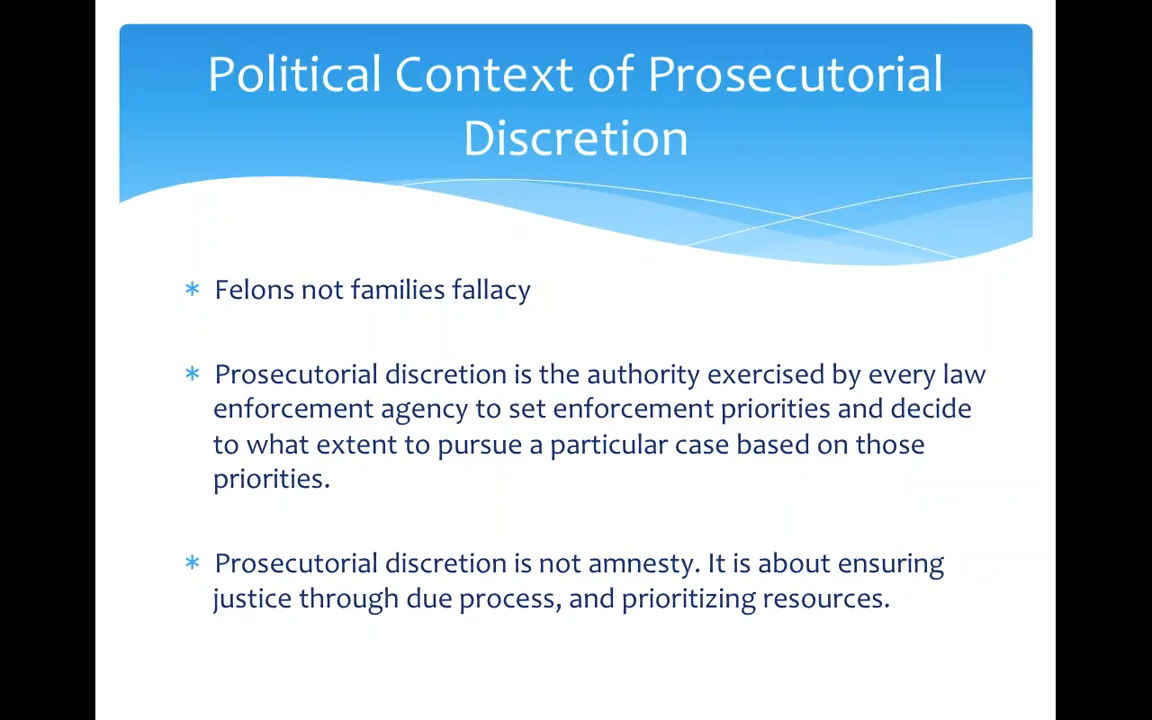 Political Context of Prosecutorial
Discretion
* Felons not families fallacy
* Prosecutorial discretion is the authority exercised by every law
enforcement agency to set enforcement priorities and decide
to what extent to pursue a particular case based on those
priorities.
* Prosecutorial discretion is not amnesty. It is about ensuring
justice through due process, and prioritizing resources.